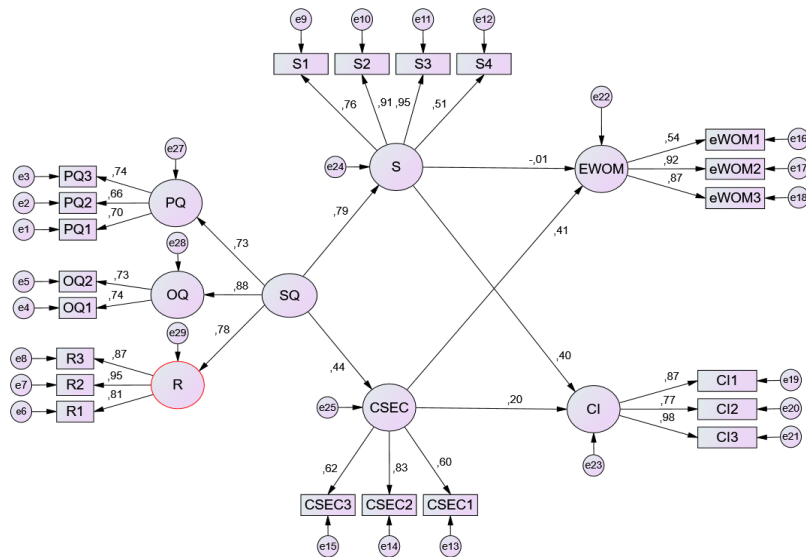 e9 e10 e11 e12
S1 S2 S3 S4
,76 ,91 ,95 ,51
e22
e27
e24 S -,01 EWOM
,54 eWOM1 e16
,92 eWOM2 e17
,87 eWOM3 e18
e3 PQ3 ,74
e2 PQ2 ,66 PQ
e1 PQ1 ,70
,79
,41
,73
e28
e5 OQ2 ,73
e4 OQ1 ,74
OQ ,88 SQ
e29
,78
e8 R3 ,87
e7 R2 ,95 R
e6 R1 ,81
,44
,40
e25 CSEC ,20 CI
,87 CI1 e19
,77 CI2 e20
,98 CI3 e21
e23
,62 ,83 ,60
CSEC3 CSEC2 CSEC1
e15 e14 e13